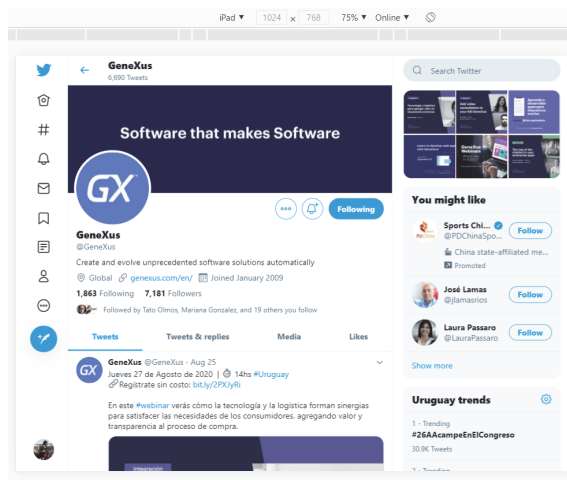 iPad ▼ 1024 x 768 75% ▼ Online ▼
GeneXus
6,690 Tweets
Search Twitter
Software that makes Software
GX
Following
GeneXus
@GeneXus
Create and evolve unprecedented software solutions automatically
Global genexus.com/en/ Joined January 2009
1,863 Following 7,181 Followers
Followed by Tato Olmos, Mariana Gonzalez, and 19 others you follow
Tweets Tweets & replies Media Likes
GX
GeneXus @GeneXus · Aug 25
Jueves 27 de Agosto de 2020 | 14hs #Uruguay
Regístrate sin costo: bit.ly/2PXJyRi
En este #webinar verás cómo la tecnología y la logística forman sinergias
para satisfacer las necesidades de los consumidores, agregando valor y
transparencia al proceso de compra.
Integración
GeneXus
Webinars
You might like
Sports Chi...
@PDChinaSpo...
Follow
China state-affiliated me...
Promoted
José Lamas
@jlamasrios
Follow
Laura Passaro
@LauraPassaro
Follow
Show more
Uruguay trends
1 · Trending
#26AAcampeEnElCongreso
30.9K Tweets
2 · Trending